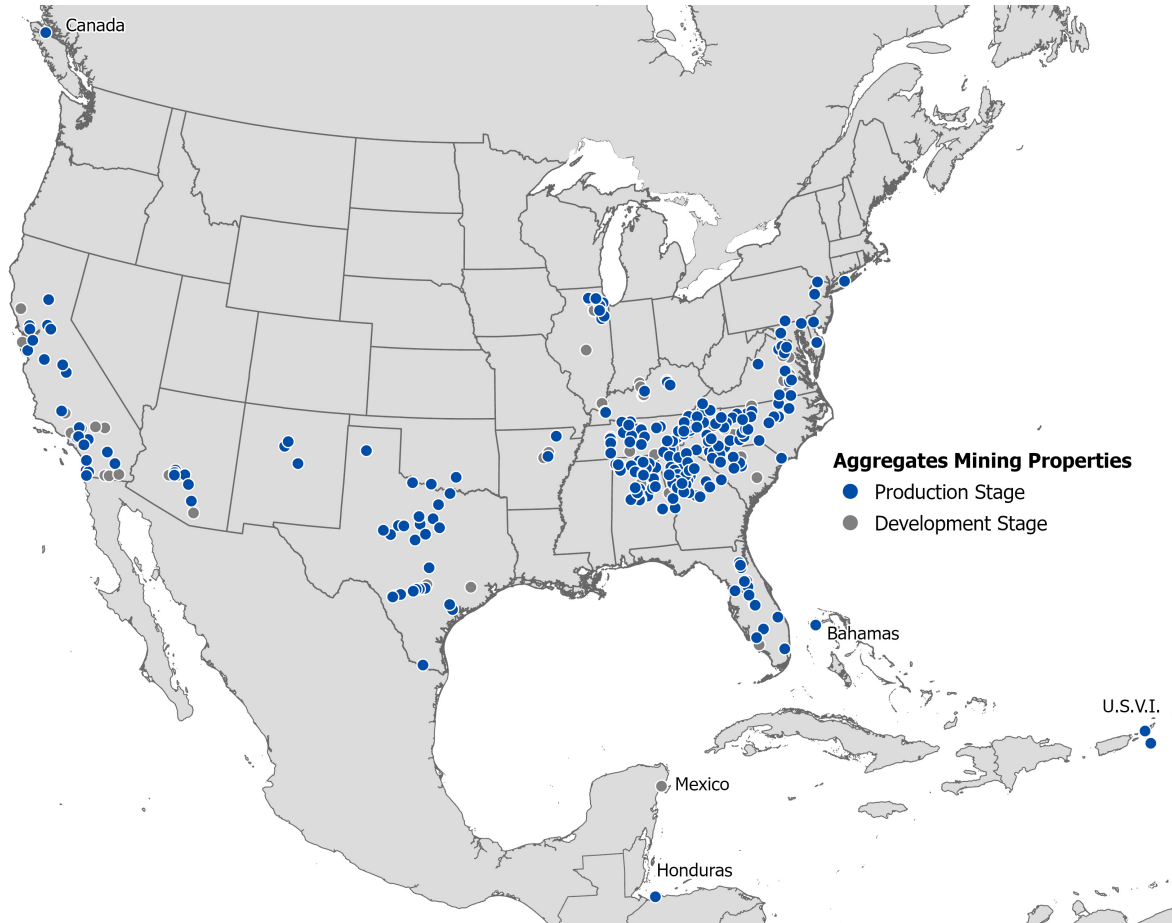 Canada
Aggregates Mining Properties
Production Stage
Development Stage
Bahamas
U.S.V.I.
Mexico
Honduras